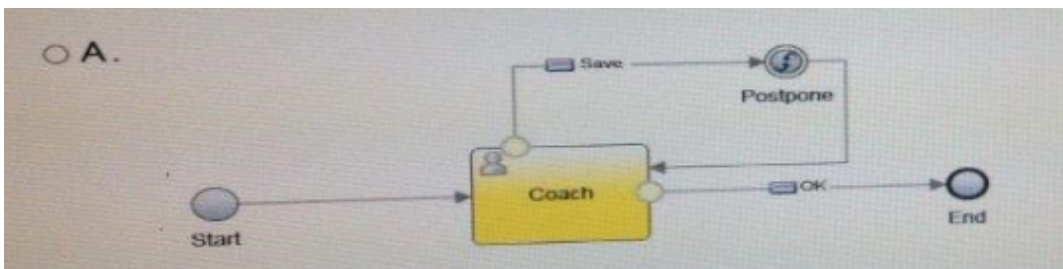 A.
Save
Postpone
Coach
OK
Start
End